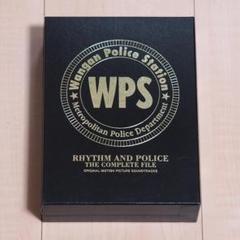 ★ Wangan Police Station ★
WPS
Metropolitan Police Department
RHYTHM AND POLICE
THE COMPLETE FILE
ORIGINAL MOTION PICTURE SOUNDTRACKS